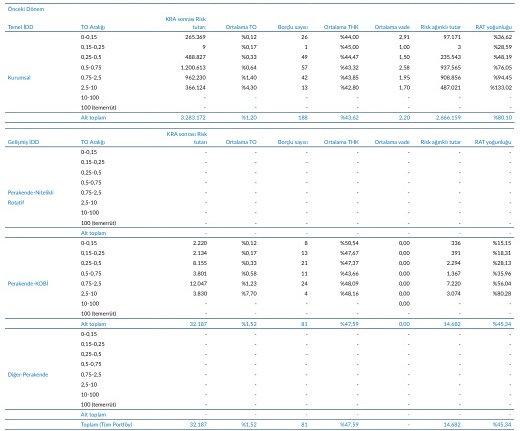 Önceki Dönem
Temel İDD TO Aralığı KRA sonrası Risk tutarı Ortalama TO Borçlu sayısı Ortalama THK Ortalama vade Risk ağırlıklı tutar RAT yoğunluğu
Kurumsal
0-0,15 265.369 %0,12 26 %44,00 2,91 97.171 %36,62
0,15-0,25 9 %0,17 1 %45,00 1,00 3 %28,59
0,25-0,5 488.827 %0,33 49 %44,47 1,50 235.543 %48,19
0,5-0,75 1.200.613 %0,64 57 %43,32 2,58 937.565 %76,05
0,75-2,5 962.230 %1,40 42 %43,85 1,95 908.856 %94,45
2,5-10 366.124 %4,30 13 %42,80 1,70 487.021 %133,02
10-100 - - - - - - -
100 (temerrüt) - - - - - - -
Alt toplam 3.283.172 %1,20 188 %43,62 2,20 2.666.159 %80,10
Gelişmiş İDD TO Aralığı KRA sonrası Risk tutarı Ortalama TO Borçlu sayısı Ortalama THK Ortalama vade Risk ağırlıklı tutar RAT yoğunluğu
Perakende-Nitelikli Rotatif
0-0,15 - - - - - - -
0,15-0,25 - - - - - - -
0,25-0,5 - - - - - - -
0,5-0,75 - - - - - - -
0,75-2,5 - - - - - - -
2,5-10 - - - - - - -
10-100 - - - - - - -
100 (temerrüt) - - - - - - -
Alt toplam - - - - - - -
Perakende-KOBİ
0-0,15 2.220 %0,12 8 %50,54 0,00 336 %15,15
0,15-0,25 2.134 %0,17 13 %47,67 0,00 391 %18,31
0,25-0,5 8.155 %0,33 21 %47,37 0,00 2.294 %28,13
0,5-0,75 3.801 %0,58 11 %43,66 0,00 1.367 %35,96
0,75-2,5 12.047 %1,23 24 %48,09 0,00 7.220 %56,04
2,5-10 3.830 %7,70 4 %48,16 0,00 3.074 %80,28
10-100 - - - - 0,00 - -
100 (temerrüt) - - - - - - -
Alt toplam 32.187 %1,52 81 %47,59 0,00 14.682 %45,34
Diğer-Perakende
0-0,15 - - - - - - -
0,15-0,25 - - - - - - -
0,25-0,5 - - - - - - -
0,5-0,75 - - - - - - -
0,75-2,5 - - - - - - -
2,5-10 - - - - - - -
10-100 - - - - - - -
100 (temerrüt) - - - - - - -
Alt toplam - - - - - - -
Toplam (Tüm Portföy) 32.187 %1,52 81 %47,59 - 14.682 %45,34